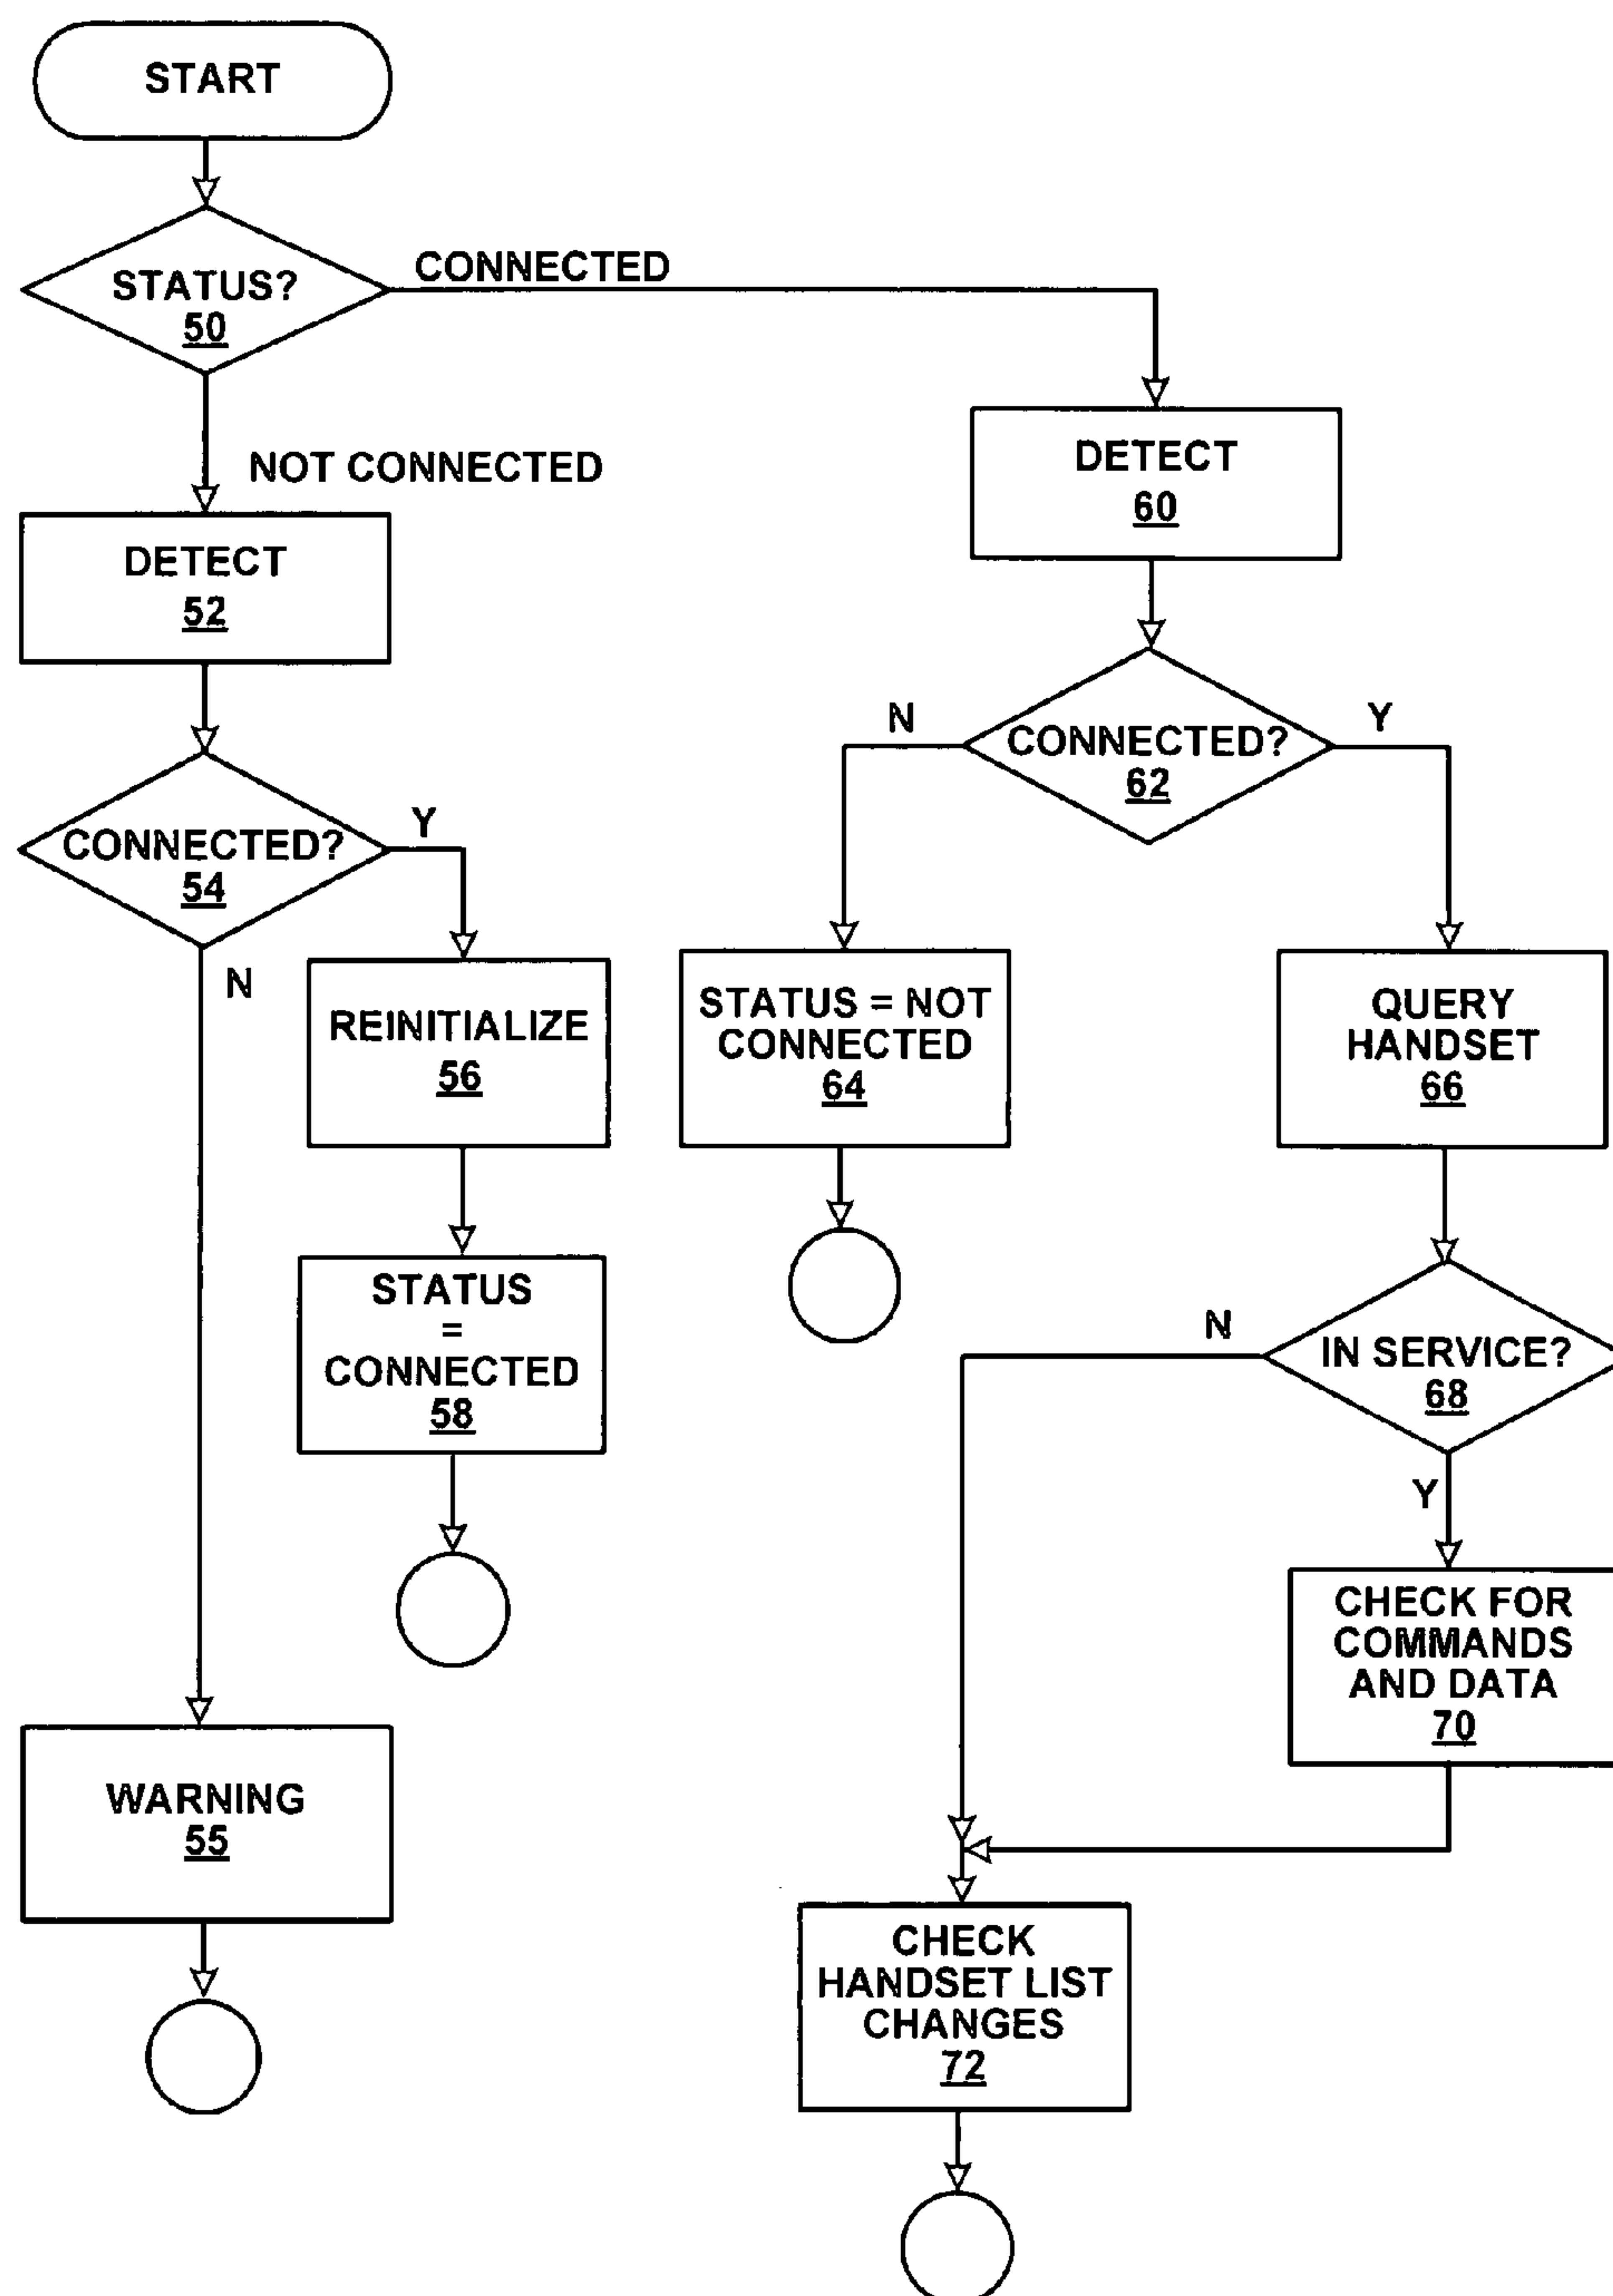 START
STATUS?
50
CONNECTED
NOT CONNECTED
DETECT
52
CONNECTED?
54
Y
N
REINITIALIZE
56
STATUS
=
CONNECTED
58
WARNING
55
DETECT
60
CONNECTED?
62
N
Y
STATUS = NOT
CONNECTED
64
QUERY
HANDSET
66
IN SERVICE?
68
N
Y
CHECK FOR
COMMANDS
AND DATA
70
CHECK
HANDSET LIST
CHANGES
72